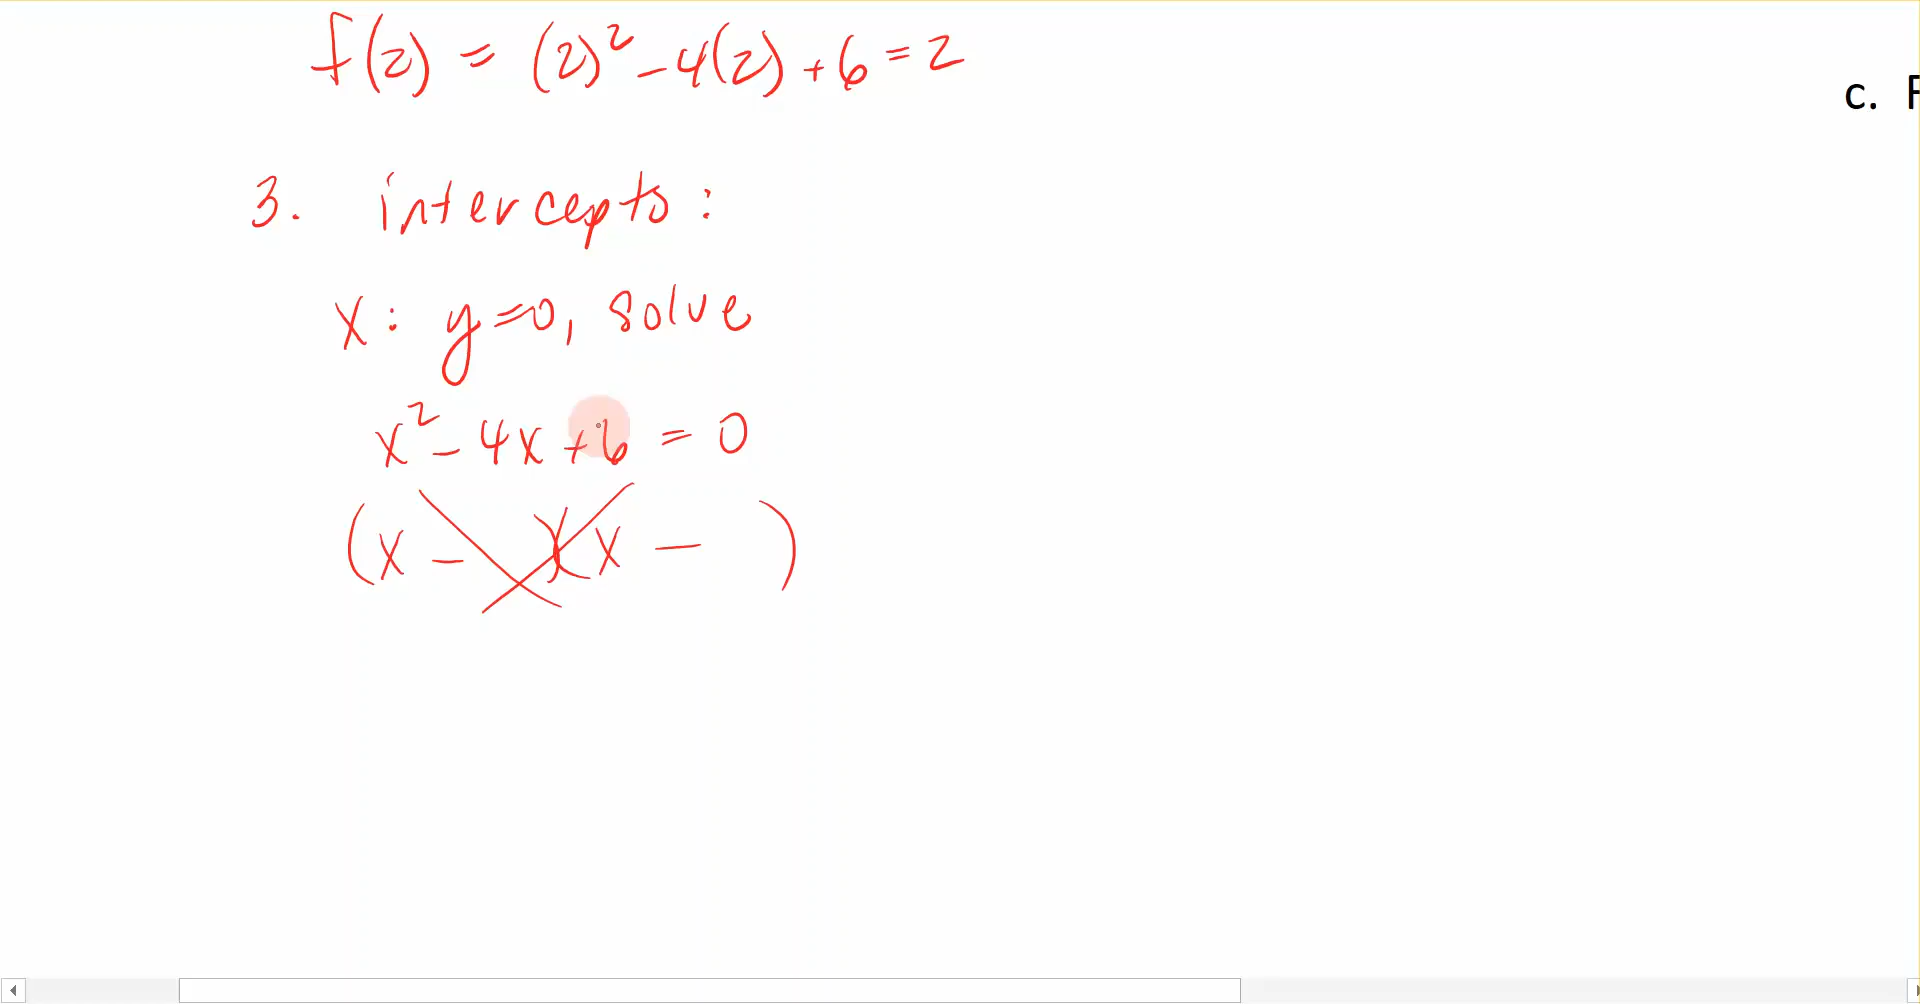 f(2) = (2)² - 4(2) + 6 = 2
c. F
3. intercepts:
x: y=0, solve
x² - 4x + 6 = 0
(x - )(x - )